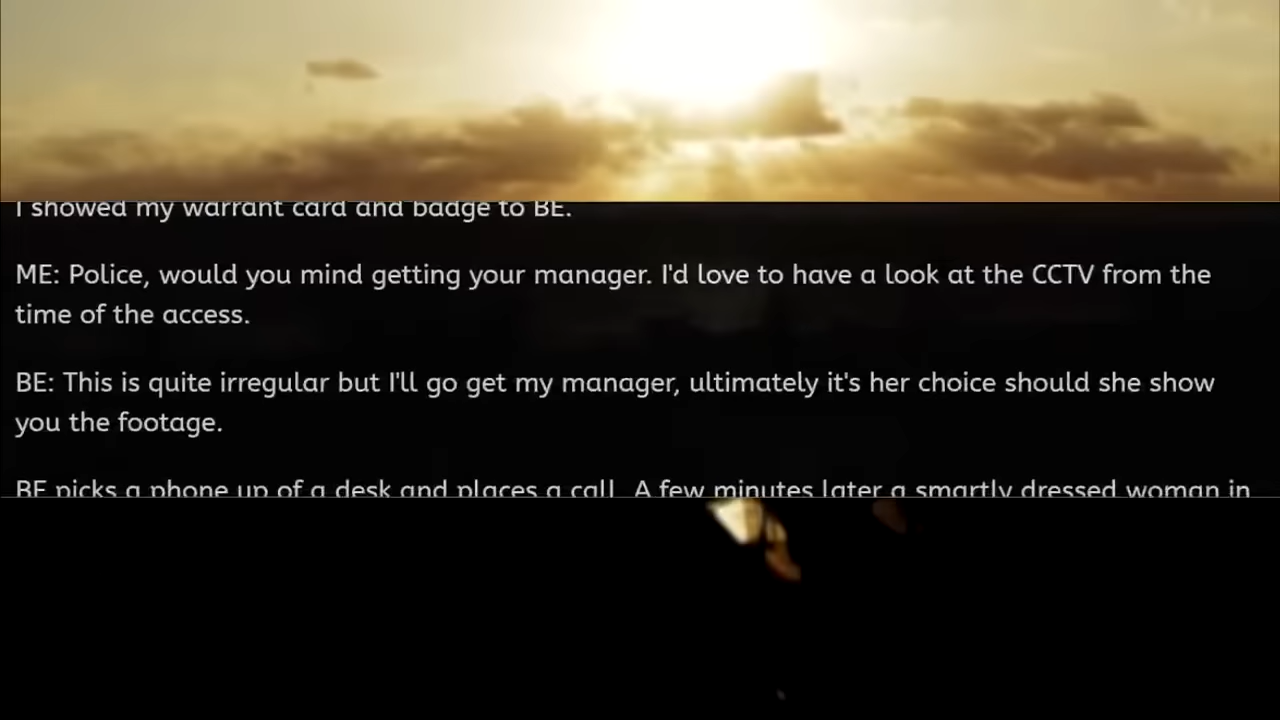 I showed my warrant card and badge to BE.
ME: Police, would you mind getting your manager. I'd love to have a look at the CCTV from the
time of the access.
BE: This is quite irregular but I'll go get my manager, ultimately it's her choice should she show
you the footage.
BE picks a phone up of a desk and places a call. A few minutes later a smartly dressed woman in